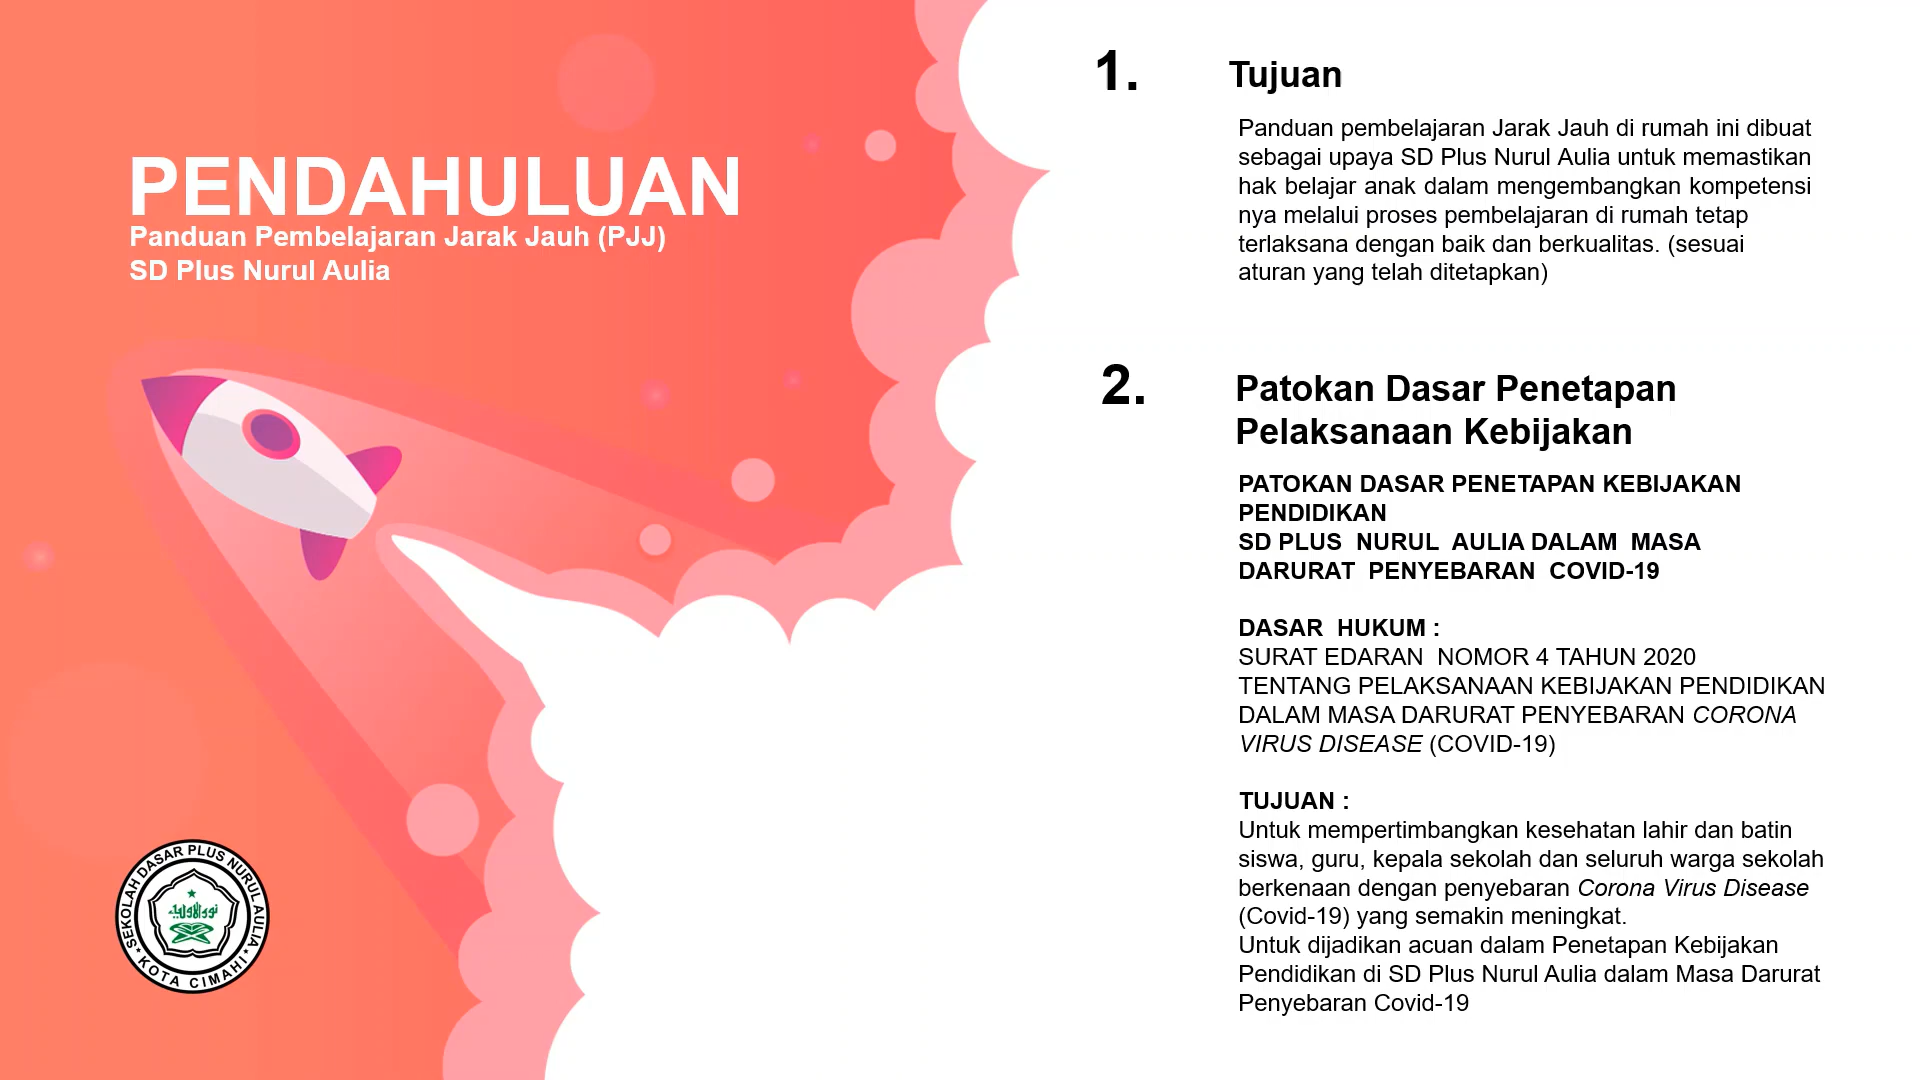 PENDAHULUAN
Panduan Pembelajaran Jarak Jauh (PJJ)
SD Plus Nurul Aulia
SEKOLAH DASAR PLUS NURUL AULIA
KOTA CIMAHI
1.
Tujuan
Panduan pembelajaran Jarak Jauh di rumah ini dibuat
sebagai upaya SD Plus Nurul Aulia untuk memastikan
hak belajar anak dalam mengembangkan kompetensi
nya melalui proses pembelajaran di rumah tetap
terlaksana dengan baik dan berkualitas. (sesuai
aturan yang telah ditetapkan)
2.
Patokan Dasar Penetapan
Pelaksanaan Kebijakan
PATOKAN DASAR PENETAPAN KEBIJAKAN
PENDIDIKAN
SD PLUS NURUL AULIA DALAM MASA
DARURAT PENYEBARAN COVID-19
DASAR HUKUM :
SURAT EDARAN NOMOR 4 TAHUN 2020
TENTANG PELAKSANAAN KEBIJAKAN PENDIDIKAN
DALAM MASA DARURAT PENYEBARAN CORONA
VIRUS DISEASE (COVID-19)
TUJUAN :
Untuk mempertimbangkan kesehatan lahir dan batin
siswa, guru, kepala sekolah dan seluruh warga sekolah
berkenaan dengan penyebaran Corona Virus Disease
(Covid-19) yang semakin meningkat.
Untuk dijadikan acuan dalam Penetapan Kebijakan
Pendidikan di SD Plus Nurul Aulia dalam Masa Darurat
Penyebaran Covid-19